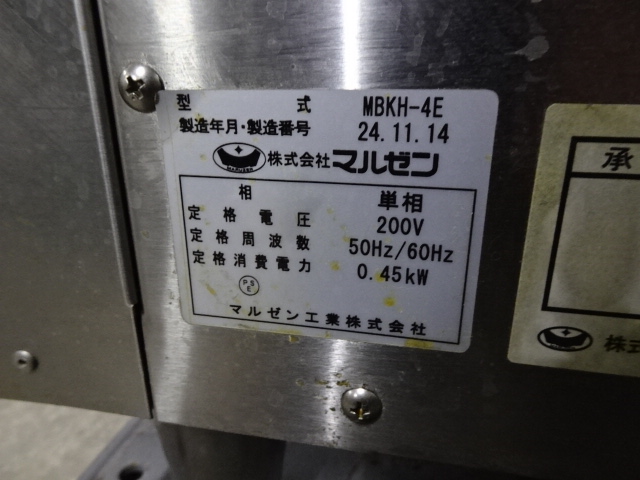 型式 MBKH-4E
製造年月・製造番号 24.11.14
MARUZEN 株式会社マルゼン
相 単相
定格電圧 200V
定格周波数 50Hz/60Hz
定格消費電力 0.45kW
PSE
マルゼン工業株式会社
承
株式